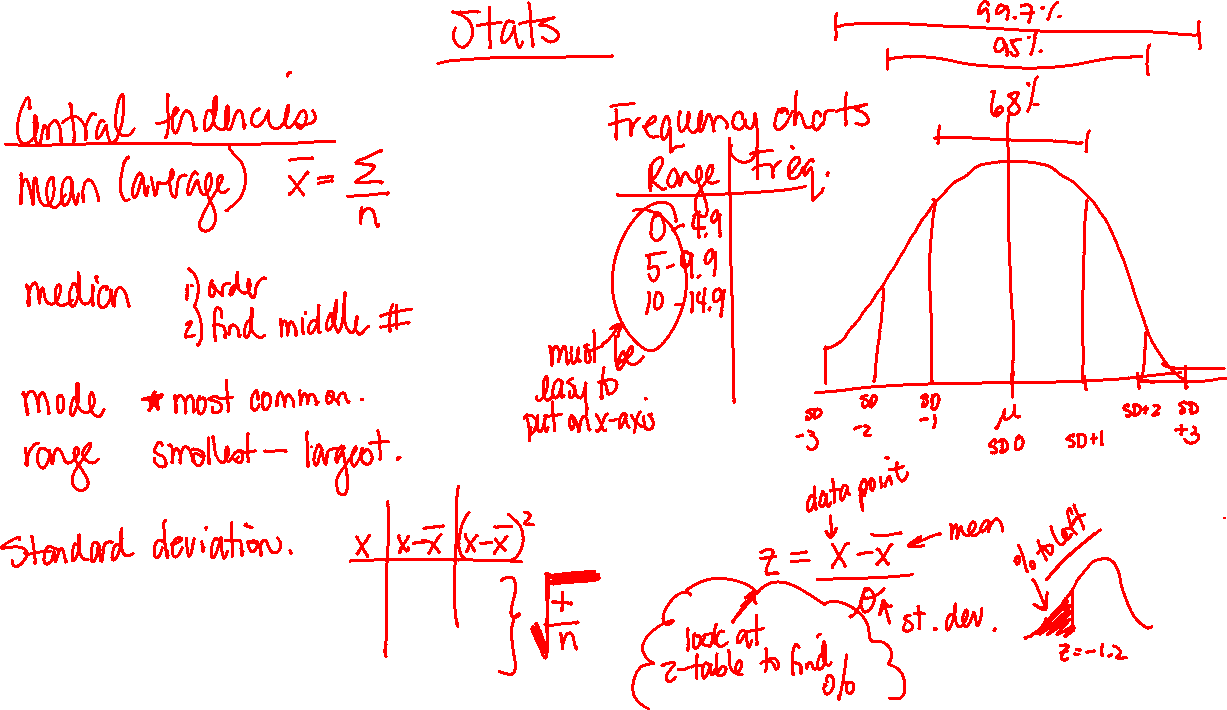 Stats
Central tendencies
mean (average) x̄ = Σ/n
median 1) order
2) find middle #
mode * most common.
range smallest – largest.
Standard deviation. x | x-x̄ | (x-x̄)² } √(+/n)
Frequency charts
Range | Freq.
0-4.9
5-9.9
10-14.9
must be
easy to
put on x-axis
99.7%
95%
68%
SD -3
SD -2
SD -1
μ
SD 0
SD+1
SD+2
SD +3
data point
z = x - x̄ / σ
mean
st. dev.
look at
z-table to find
%
% to left
z = -1.2